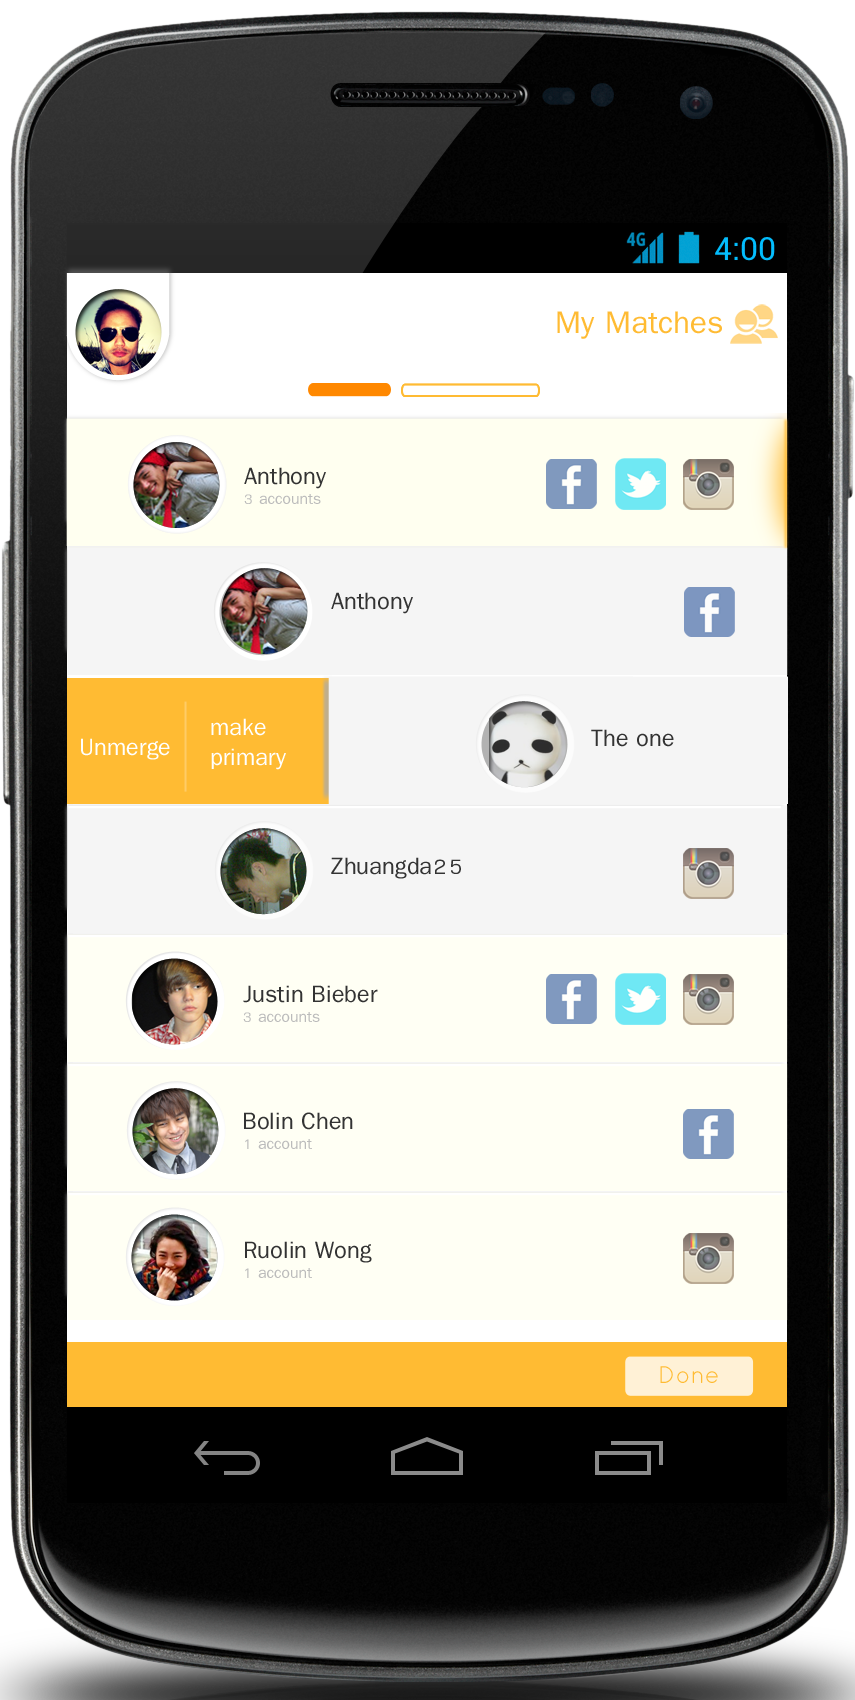 4G 4:00
My Matches
Anthony
3 accounts
Anthony
Unmerge
make
primary
The one
Zhuangda25
Justin Bieber
3 accounts
Bolin Chen
1 account
Ruolin Wong
1 account
Done